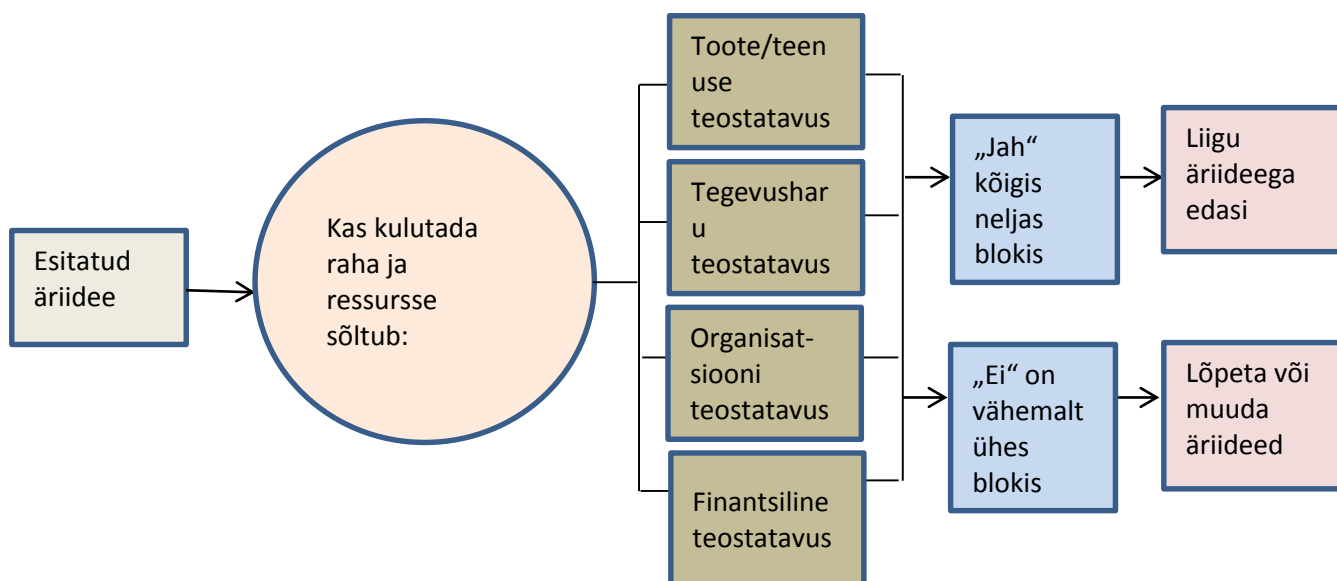 Esitatud
äriidee
Kas kulutada
raha ja
ressursse
sõltub:
Toote/teen
use
teostatavus
Tegevushar
u
teostatavus
Organisat-
siooni
teostatavus
Finantsiline
teostatavus
„Jah“
kõigis
neljas
blokis
„Ei“ on
vähemalt
ühes
blokis
Liigu
äriideega
edasi
Lõpeta või
muuda
äriideed